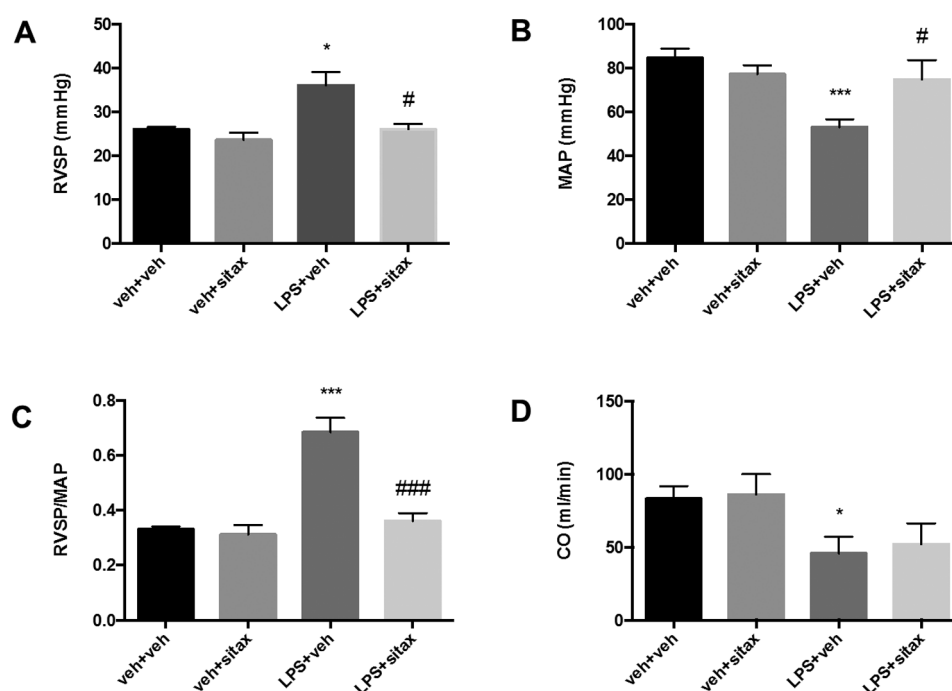 A
RVSP (mmHg)
50
40
30
20
10
0
*
#
veh+veh
veh+sitax
LPS+veh
LPS+sitax
B
MAP (mmHg)
100
80
60
40
20
0
***
#
veh+veh
veh+sitax
LPS+veh
LPS+sitax
C
RVSP/MAP
0.8
0.6
0.4
0.2
0.0
***
###
veh+veh
veh+sitax
LPS+veh
LPS+sitax
D
CO (ml/min)
150
100
50
0
*
veh+veh
veh+sitax
LPS+veh
LPS+sitax